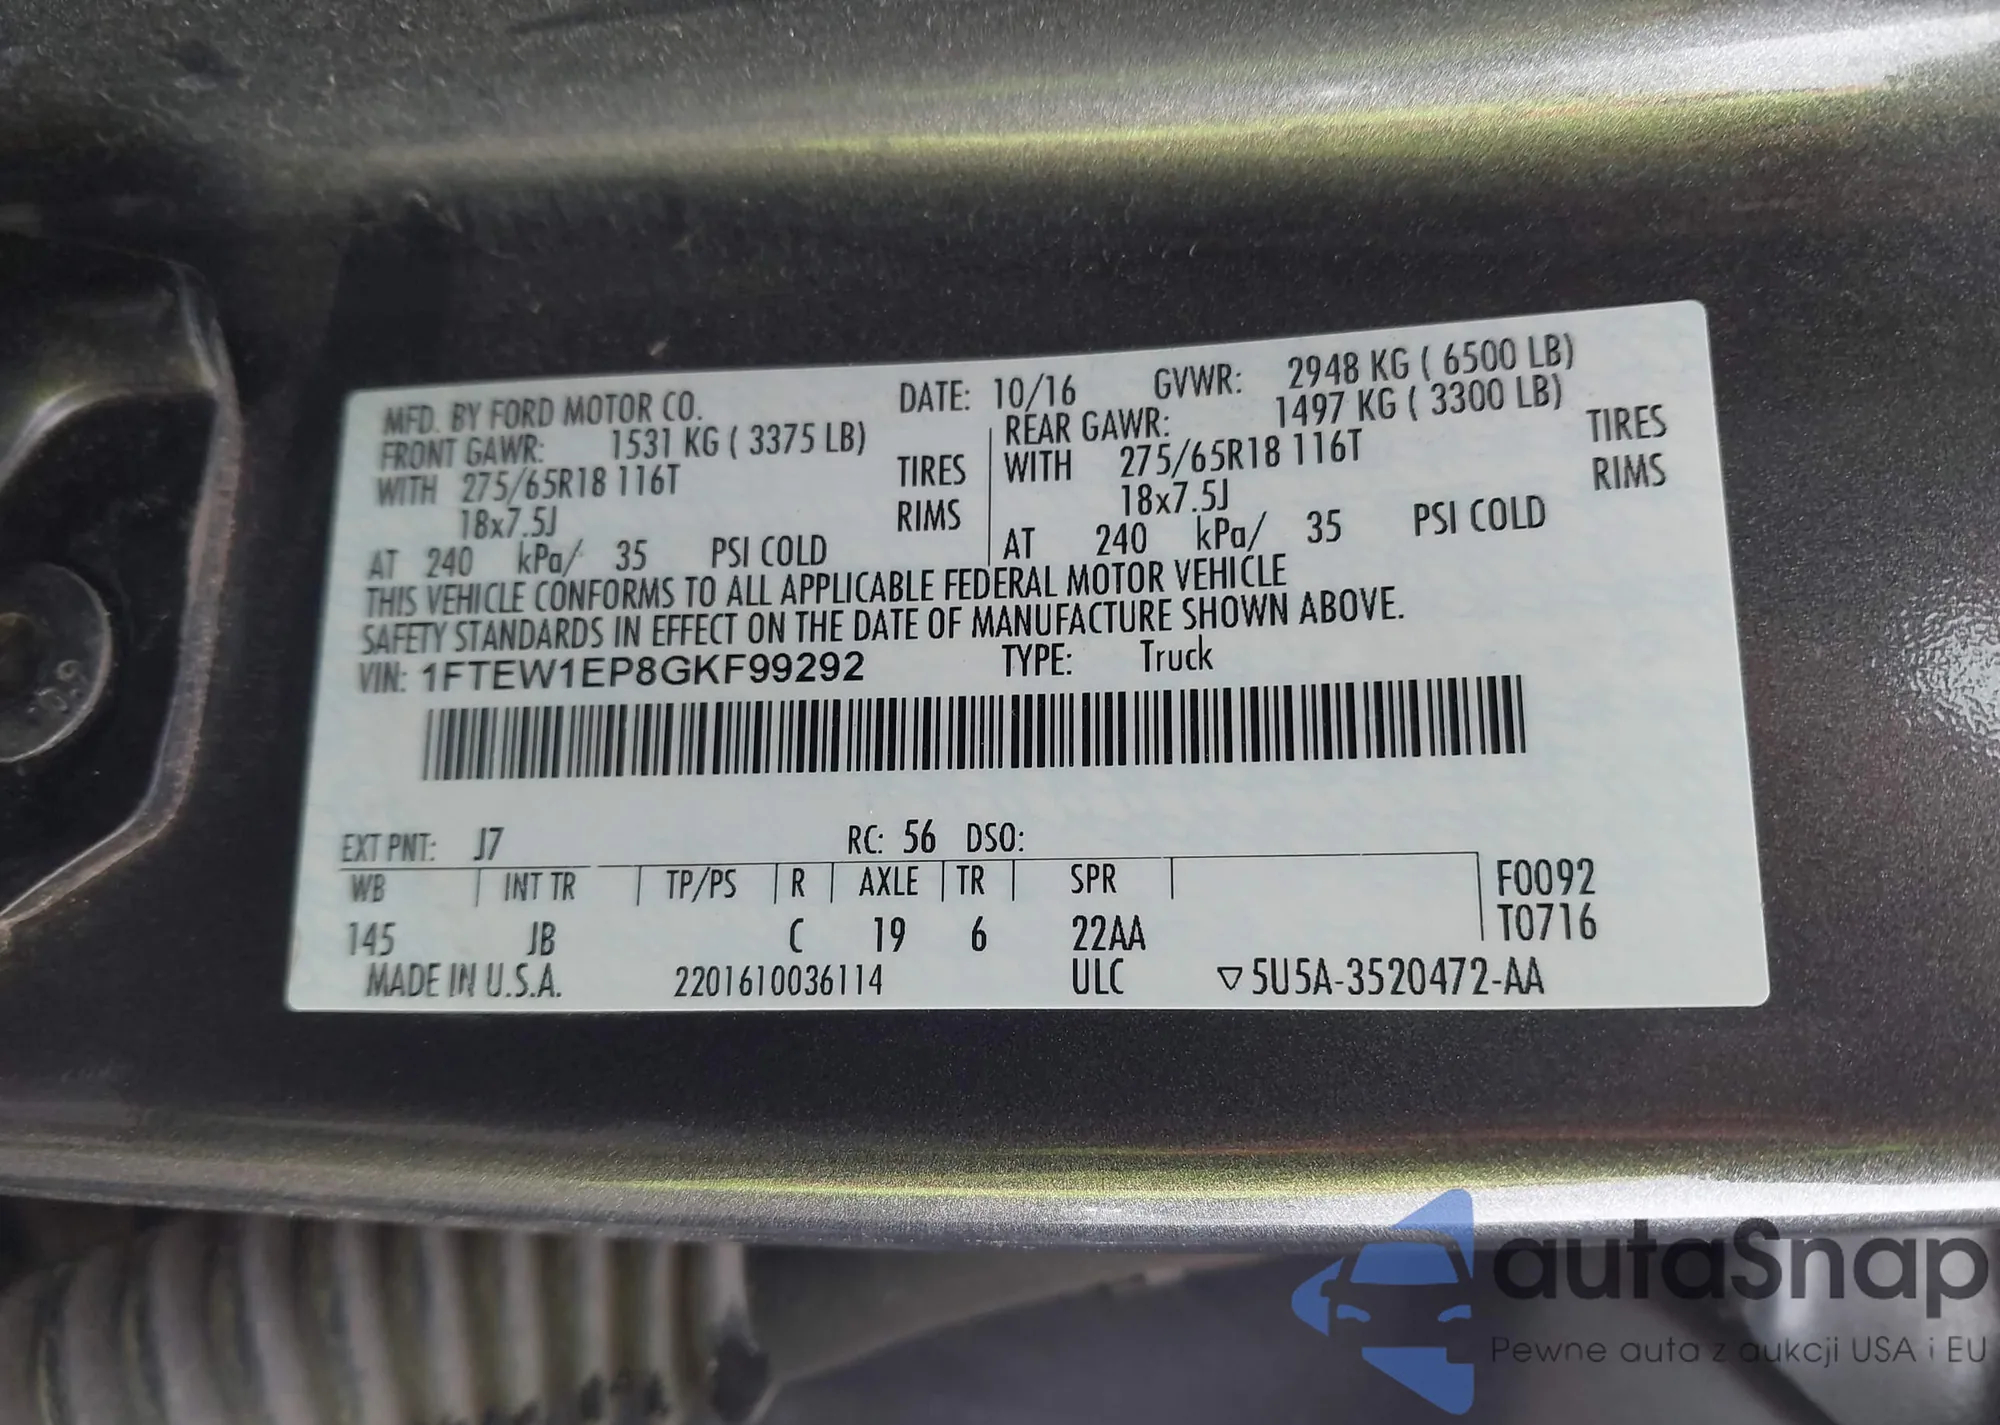 MFD. BY FORD MOTOR CO. DATE: 10/16 GVWR: 2948 KG ( 6500 LB)
FRONT GAWR: 1531 KG ( 3375 LB) REAR GAWR: 1497 KG ( 3300 LB)
WITH 275/65R18 116T TIRES WITH 275/65R18 116T TIRES
18x7.5J RIMS 18x7.5J RIMS
AT 240 kPa/ 35 PSI COLD AT 240 kPa/ 35 PSI COLD
THIS VEHICLE CONFORMS TO ALL APPLICABLE FEDERAL MOTOR VEHICLE
SAFETY STANDARDS IN EFFECT ON THE DATE OF MANUFACTURE SHOWN ABOVE.
VIN: 1FTEW1EP8GKF99292 TYPE: Truck
EXT PNT: J7 RC: 56 DSO:
WB INT TR TP/PS R AXLE TR SPR F0092
145 JB C 19 6 22AA T0716
MADE IN U.S.A. 2201610036114 ULC ▽5U5A-3520472-AA
10.9
autaSnap
Pewne auta z aukcji USA i EU